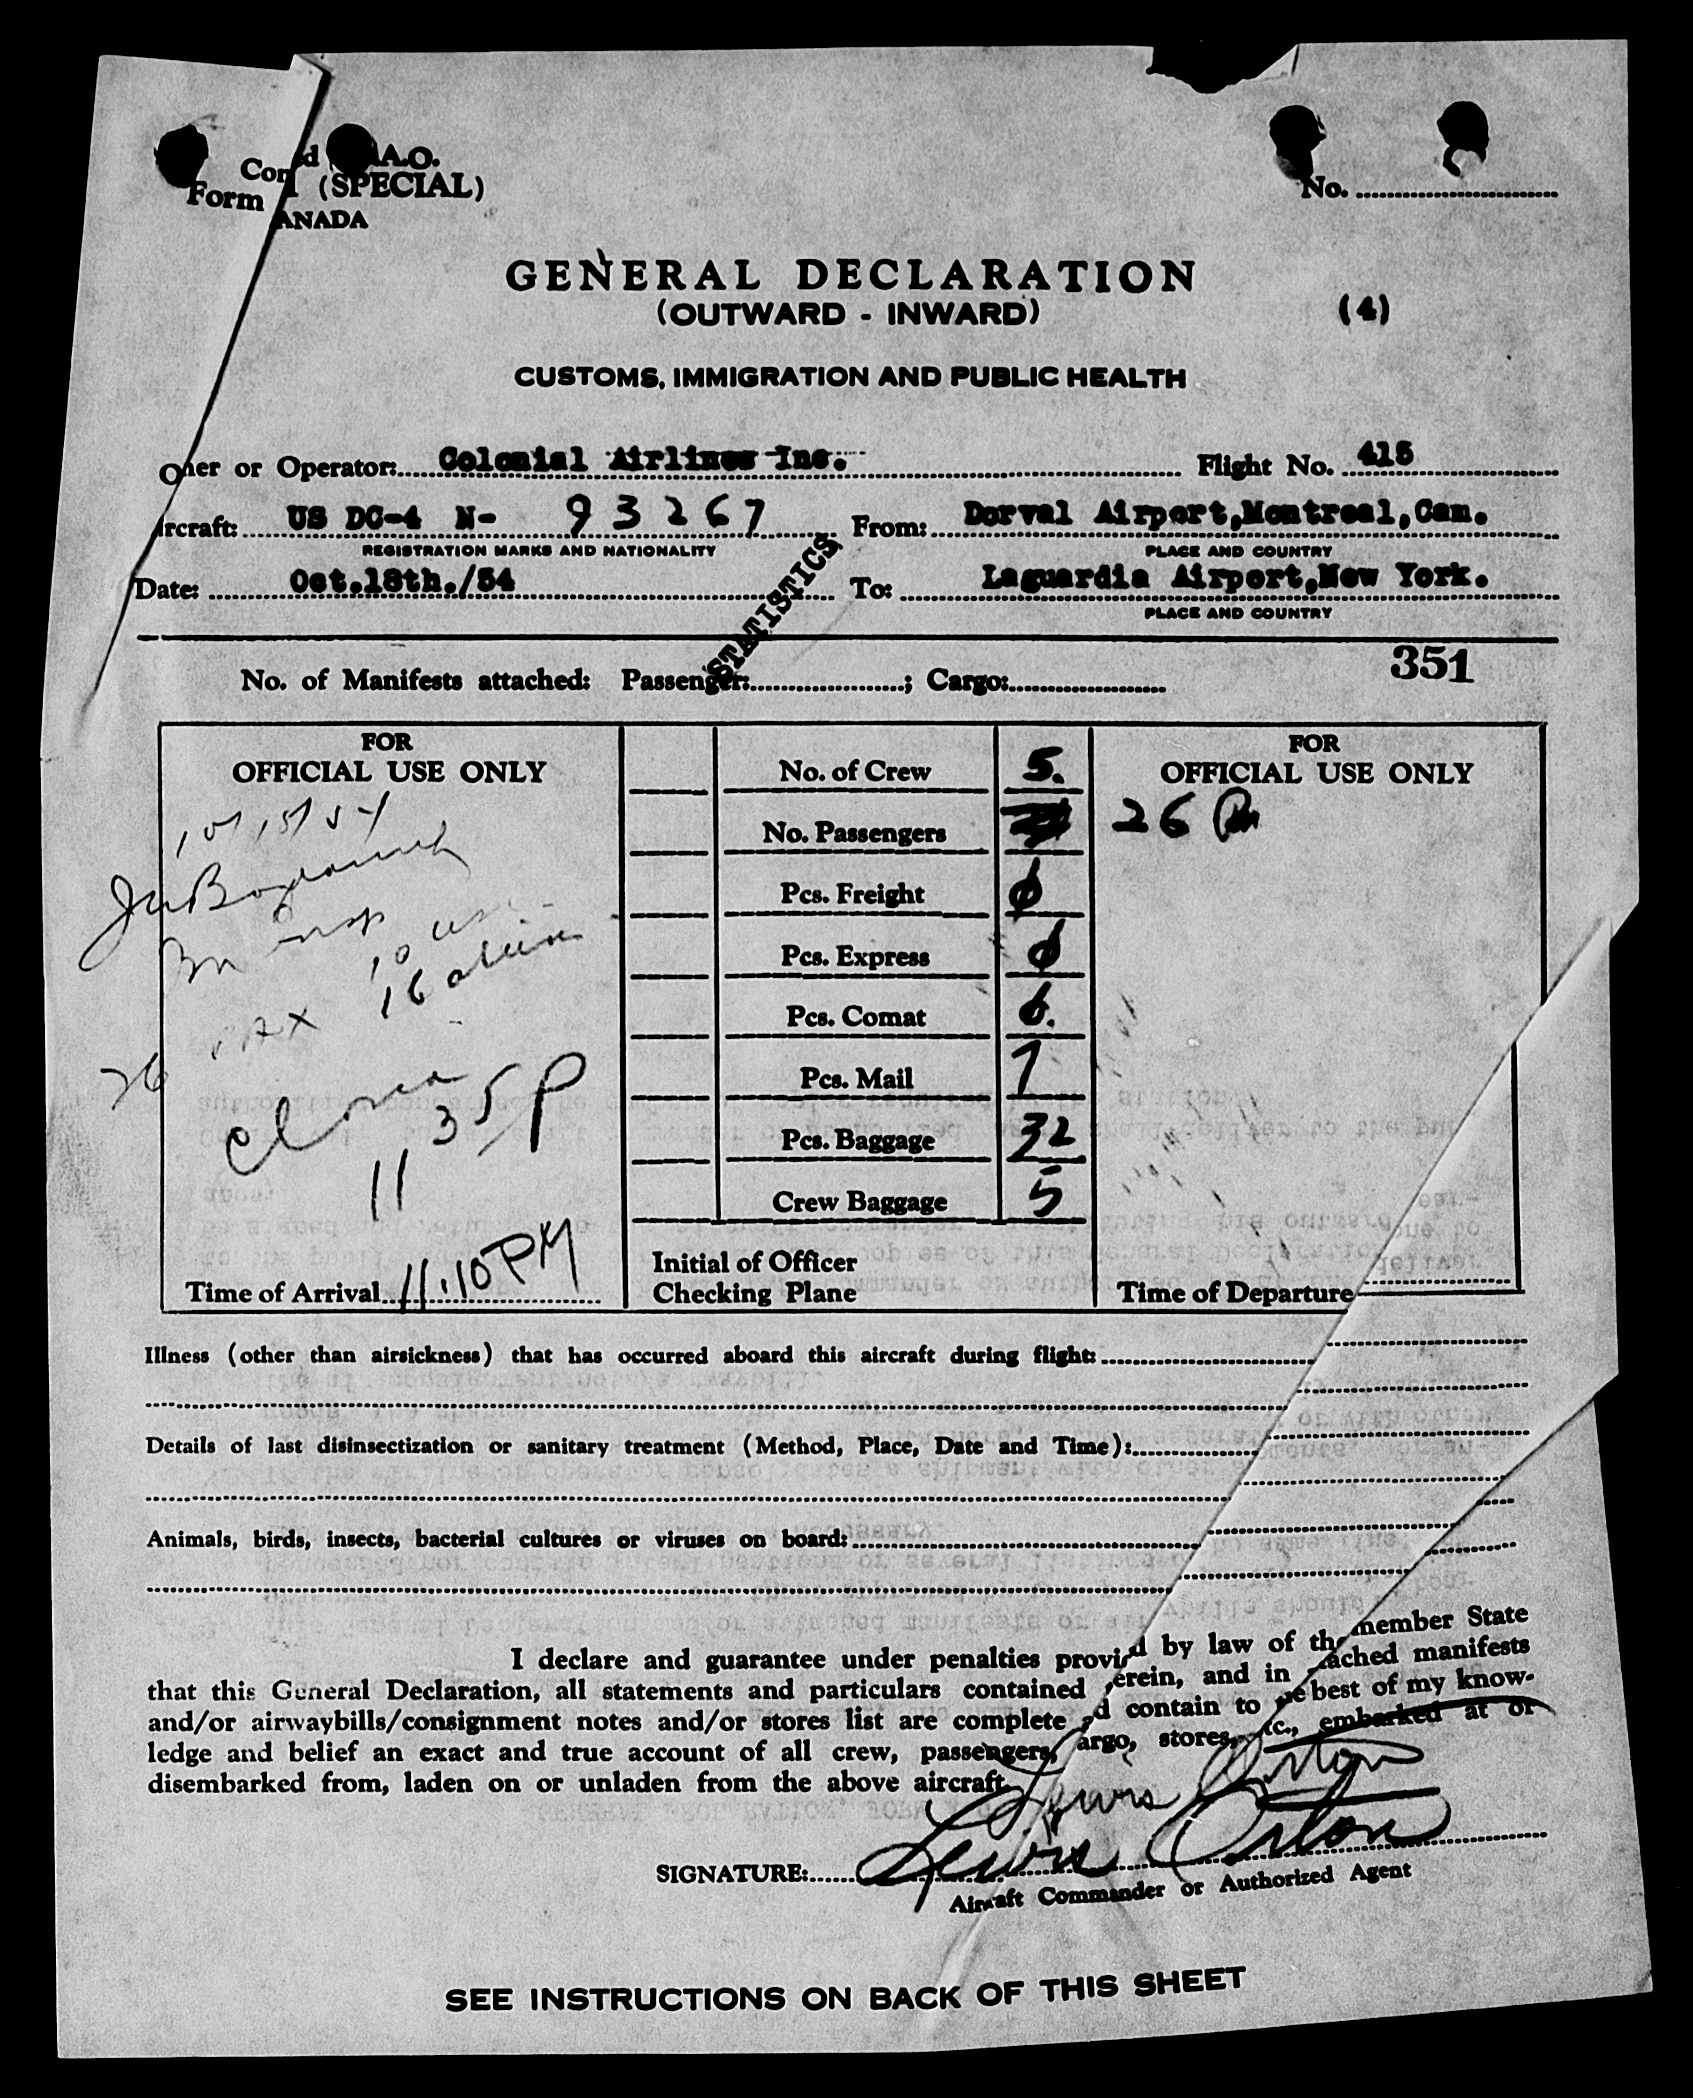 A.O.
Form (SPECIAL)
ANADA
No.
GENERAL DECLARATION
(OUTWARD - INWARD)
(4)
CUSTOMS, IMMIGRATION AND PUBLIC HEALTH
or Operator: Colonial Airlines Inc. Flight No. 415
ircraft: US DC-4 N- 93267 From: Dorval Airport, Montreal, Can.
REGISTRATION MARKS AND NATIONALITY PLACE AND COUNTRY
Date: Oct.18th./54 To: Laguardia Airport, New York.
PLACE AND COUNTRY
STATISTICS
351
No. of Manifests attached: Passenger: ; Cargo:
FOR
OFFICIAL USE ONLY
16
26
11 35 P
Time of Arrival 11.10 PM
No. of Crew 5.
No. Passengers
Pcs. Freight
Pcs. Express
Pcs. Comat 6.
Pcs. Mail 7
Pcs. Baggage 32
Crew Baggage 5
Initial of Officer
Checking Plane
FOR
OFFICIAL USE ONLY
26
Time of Departure
Illness (other than airsickness) that has occurred aboard this aircraft during flight:
Details of last disinsectization or sanitary treatment (Method, Place, Date and Time):
Animals, birds, insects, bacterial cultures or viruses on board:
I declare and guarantee under penalties provi d by law of th member State
that this General Declaration, all statements and particulars contained erein, and in ached manifests
and/or airwaybills/consignment notes and/or stores list are complete d contain to e best of my know-
ledge and belief an exact and true account of all crew, passengers, argo, stores, tc., embarked at or
disembarked from, laden on or unladen from the above aircraft.
Lewis Orton
SIGNATURE: Lewis Orton
Aircraft Commander or Authorized Agent
SEE INSTRUCTIONS ON BACK OF THIS SHEET